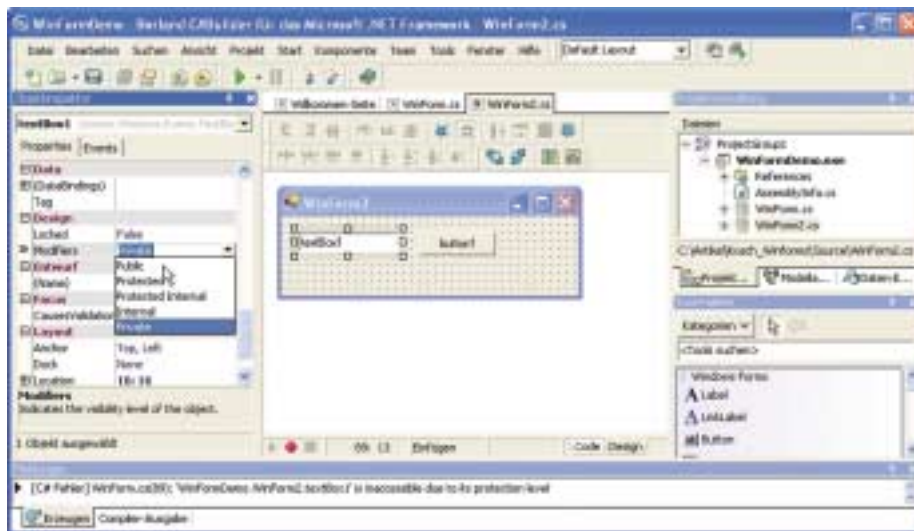 WinFormDemo - Borland C#Builder für das Microsoft .NET Framework - WinForm2.cs
Datei Bearbeiten Suchen Ansicht Projekt Start Komponente Team Tools Fenster Hilfe
Default Layout
Willkommen-Seite WinForm.cs WinForm2.cs
textBox1
Properties Events
Data
(DataBindings)
Tag
Design
Locked False
Modifiers Private
Public
Protected
Protected Internal
Internal
Private
Entwurf
(Name)
Focus
CausesValidation
Layout
Anchor Top, Left
Dock None
Location
Modifiers
Indicates the visibility level of the object.
1 Objekt ausgewählt
WinForm2
textBox1
button1
Einfügen
Code Design
Dateien
ProjectGroup1
WinFormDemo.exe
References
AssemblyInfo.cs
WinForm.cs
WinForm2.cs
Kategorien
<Tools suchen>
Windows Forms
Label
LinkLabel
Button
[C# Fehler] WinForm.cs(39): 'WinFormDemo.WinForm2.textBox1' is inaccessible due to its protection level
Erzeugen Compiler-Ausgabe